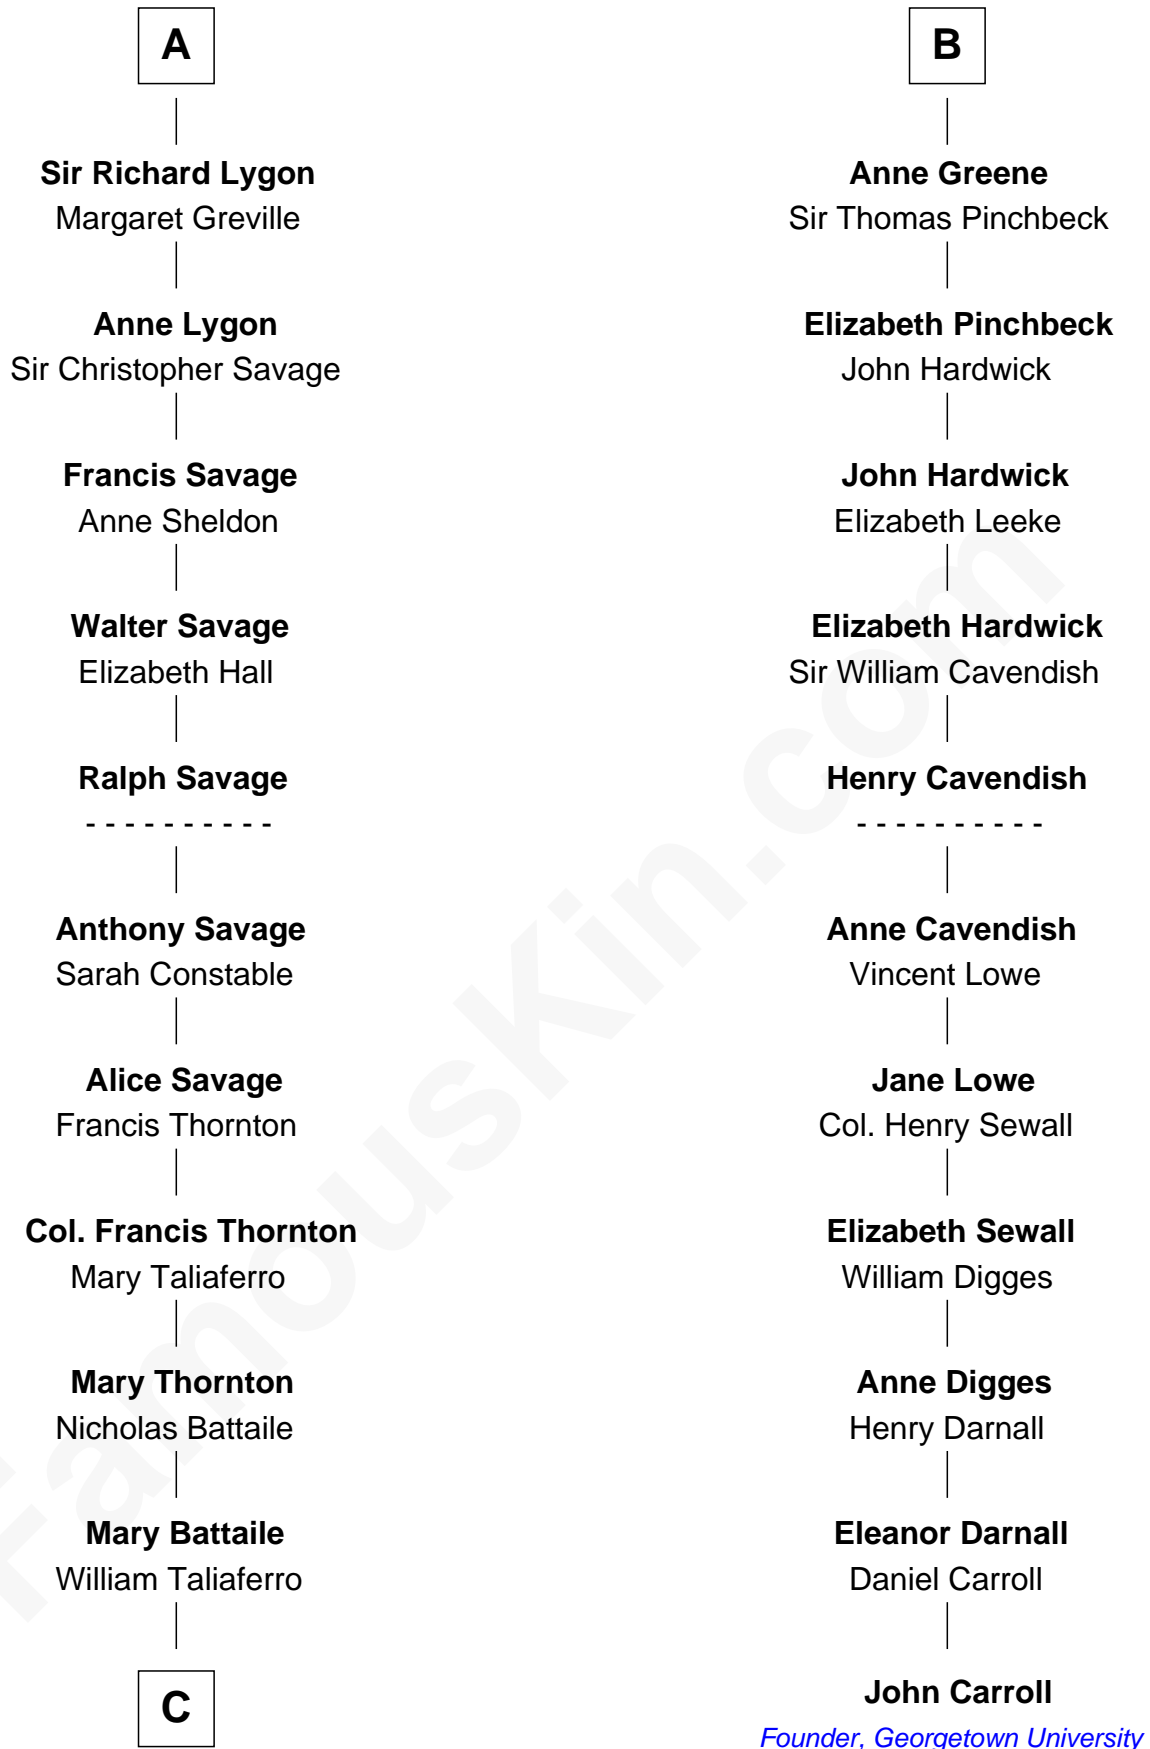 A
Sir Richard Lygon
Margaret Greville
Anne Lygon
Sir Christopher Savage
Francis Savage
Anne Sheldon
Walter Savage
Elizabeth Hall
Ralph Savage
- - - - - - - - - -
Anthony Savage
Sarah Constable
Alice Savage
Francis Thornton
Col. Francis Thornton
Mary Taliaferro
Mary Thornton
Nicholas Battaile
Mary Battaile
William Taliaferro
C
B
Anne Greene
Sir Thomas Pinchbeck
Elizabeth Pinchbeck
John Hardwick
John Hardwick
Elizabeth Leeke
Elizabeth Hardwick
Sir William Cavendish
Henry Cavendish
- - - - - - - - - -
Anne Cavendish
Vincent Lowe
Jane Lowe
Col. Henry Sewall
Elizabeth Sewall
William Digges
Anne Digges
Henry Darnall
Eleanor Darnall
Daniel Carroll
John Carroll
Founder, Georgetown University
FamousKin.com